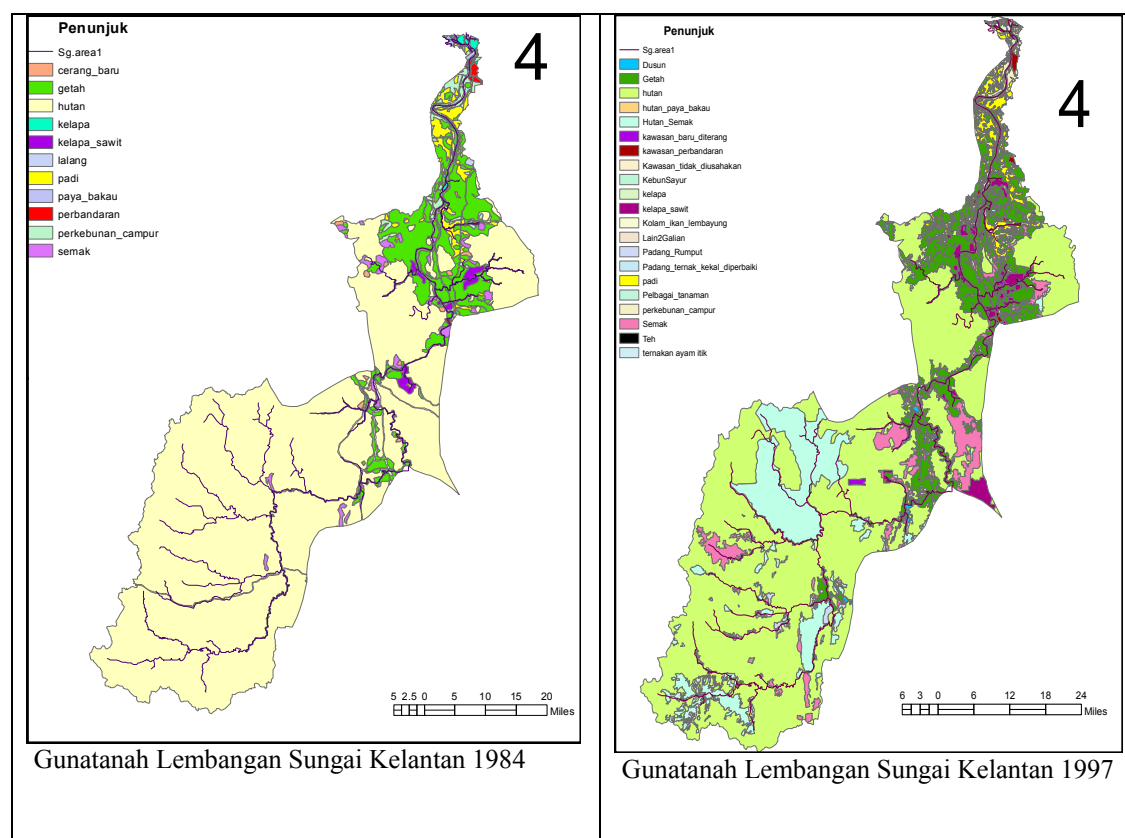 Penunjuk
Sg.area1
cerang_baru
getah
hutan
kelapa
kelapa_sawit
lalang
padi
paya_bakau
perbandaran
perkebunan_campur
semak
4
5 2.5 0 5 10 15 20
Miles
Gunatanah Lembangan Sungai Kelantan 1984
Penunjuk
Sg.area1
Dusun
Getah
hutan
hutan_paya_bakau
Hutan_Semak
kawasan_baru_diterang
kawasan_perbandaran
Kawasan_tidak_diusahakan
KebunSayur
kelapa
kelapa_sawit
Kolam_ikan_lembayung
Lain2Galian
Padang_Rumput
Padang_ternak_kekal_diperbaiki
padi
Pelbagai_tanaman
perkebunan_campur
Semak
Teh
ternakan ayam itik
4
6 3 0 6 12 18 24
Miles
Gunatanah Lembangan Sungai Kelantan 1997